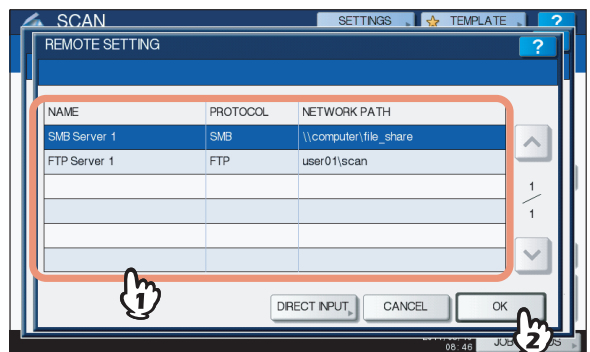 SCAN SETTINGS TEMPLATE ?
REMOTE SETTING ?
NAME PROTOCOL NETWORK PATH
SMB Server 1 SMB \\computer\file_share
FTP Server 1 FTP user01\scan
1
1
1
DIRECT INPUT CANCEL OK
2
08:46